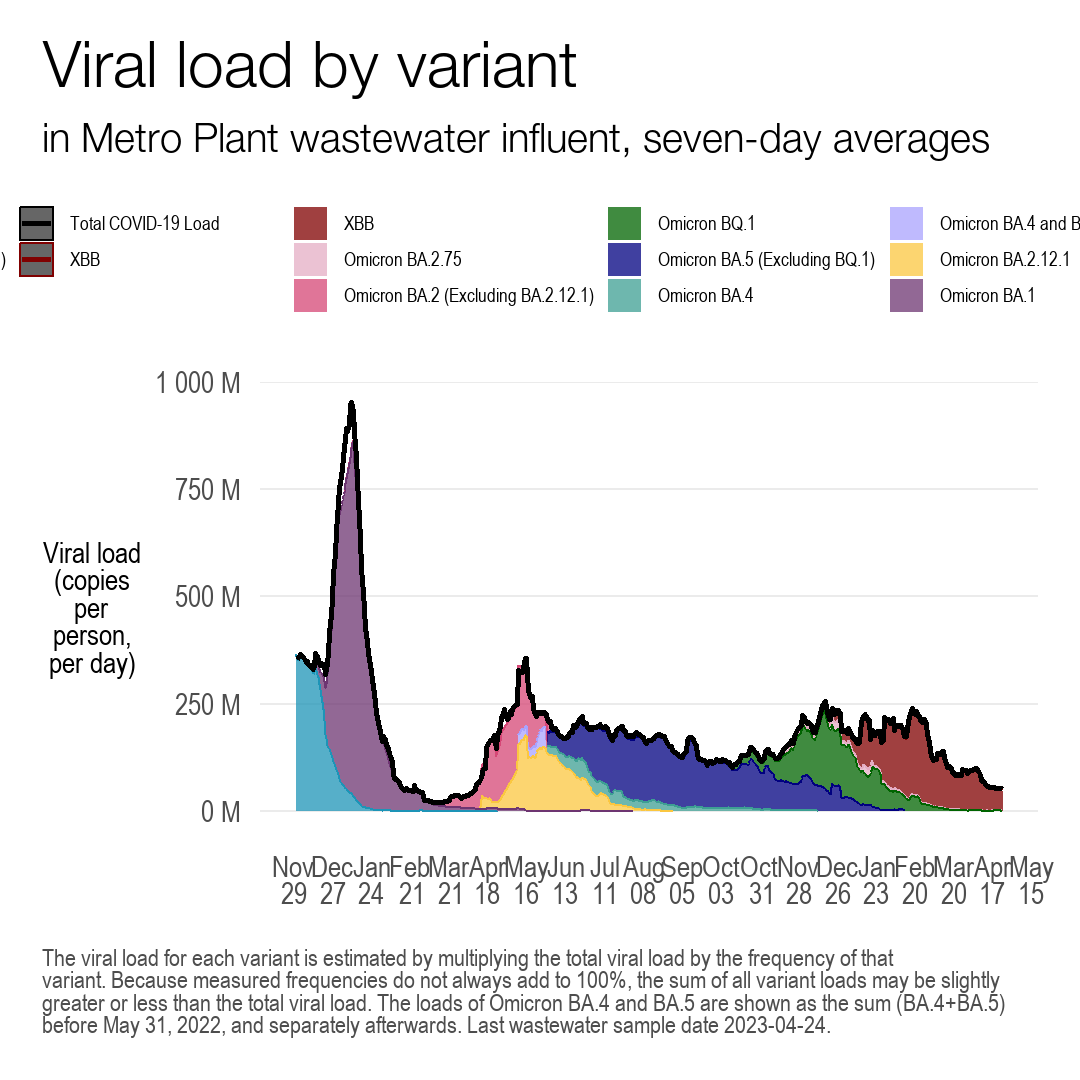 Viral load by variant
in Metro Plant wastewater influent, seven-day averages
Total COVID-19 Load XBB Omicron BQ.1 Omicron BA.4 and B
) XBB Omicron BA.2.75 Omicron BA.5 (Excluding BQ.1) Omicron BA.2.12.1
Omicron BA.2 (Excluding BA.2.12.1) Omicron BA.4 Omicron BA.1
1 000 M
750 M
500 M
250 M
0 M
Viral load
(copies
per
person,
per day)
Nov Dec Jan Feb Mar Apr May Jun Jul Aug Sep Oct Oct Nov Dec Jan Feb Mar Apr May
29 27 24 21 21 18 16 13 11 08 05 03 31 28 26 23 20 20 17 15
The viral load for each variant is estimated by multiplying the total viral load by the frequency of that
variant. Because measured frequencies do not always add to 100%, the sum of all variant loads may be slightly
greater or less than the total viral load. The loads of Omicron BA.4 and BA.5 are shown as the sum (BA.4+BA.5)
before May 31, 2022, and separately afterwards. Last wastewater sample date 2023-04-24.